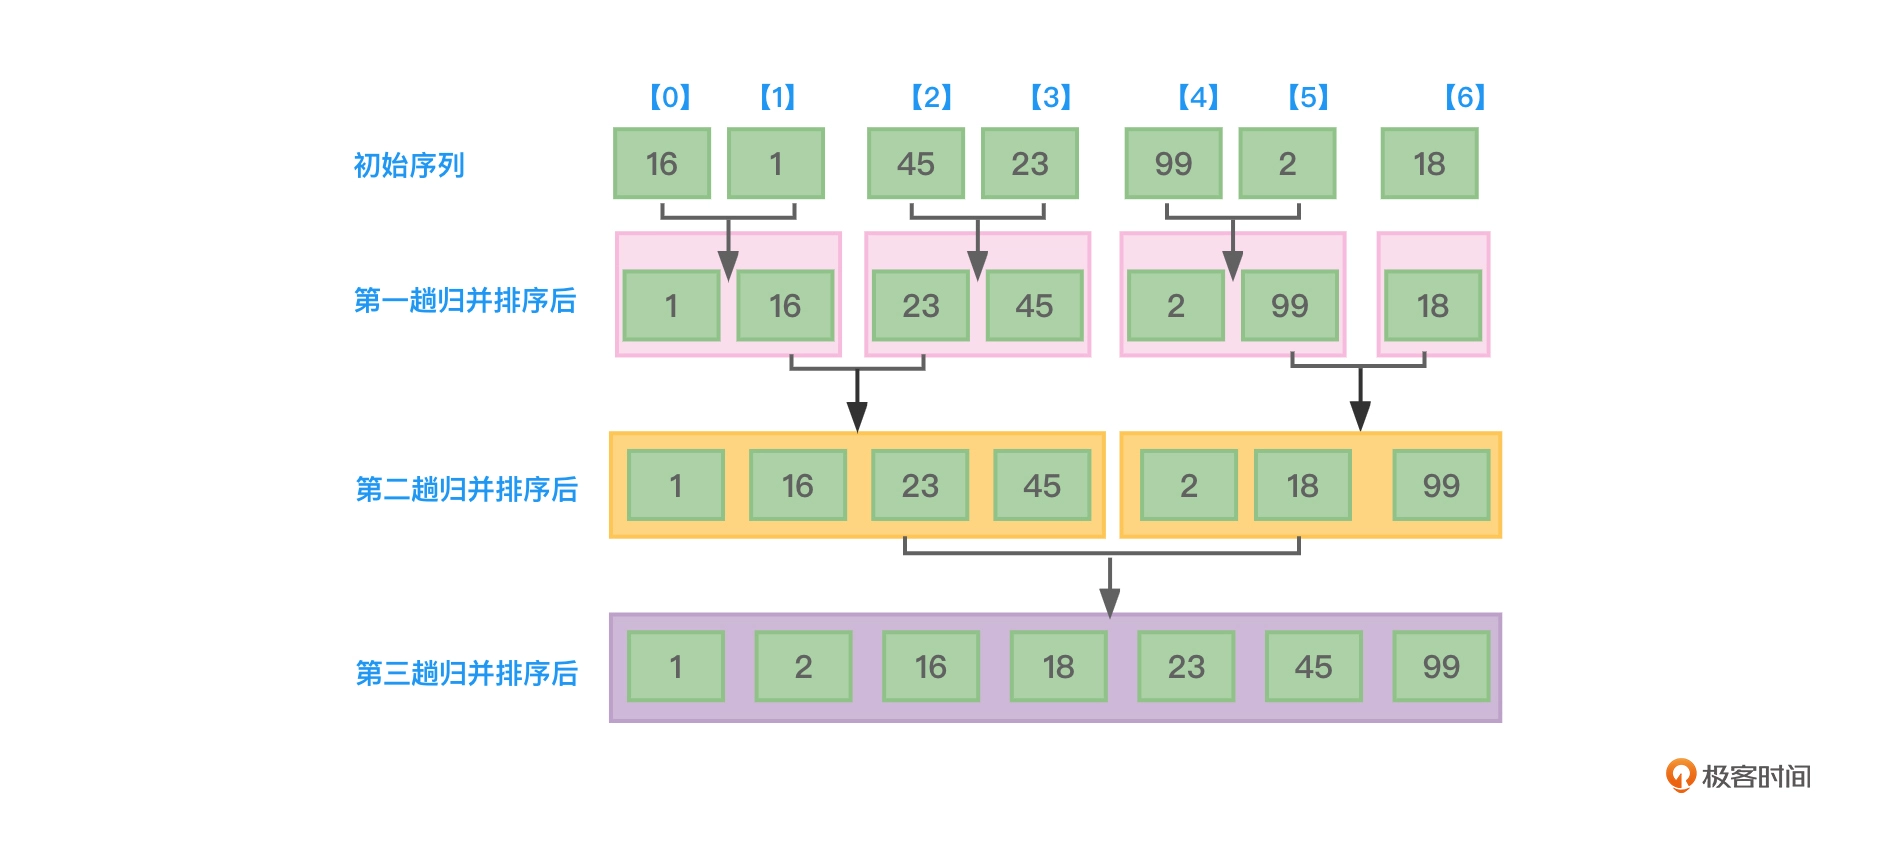 【0】 【1】 【2】 【3】 【4】 【5】 【6】
初始序列 16 1 45 23 99 2 18
第一趟归并排序后 1 16 23 45 2 99 18
第二趟归并排序后 1 16 23 45 2 18 99
第三趟归并排序后 1 2 16 18 23 45 99
极客时间